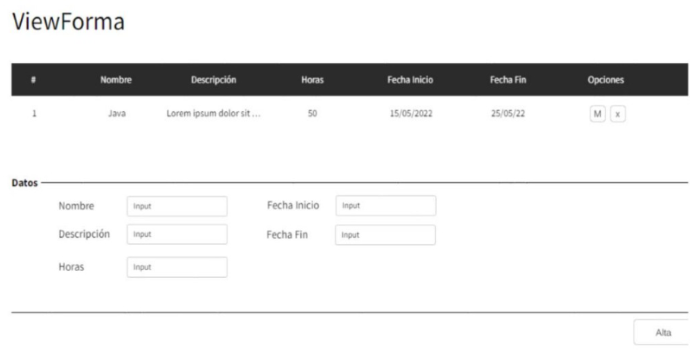 ViewForma
# Nombre Descripción Horas Fecha Inicio Fecha Fin Opciones
1 Java Lorem ipsum dolor sit ... 50 15/05/2022 25/05/22 M x
Datos
Nombre Input Fecha Inicio Input
Descripción Input Fecha Fin Input
Horas Input
Alta